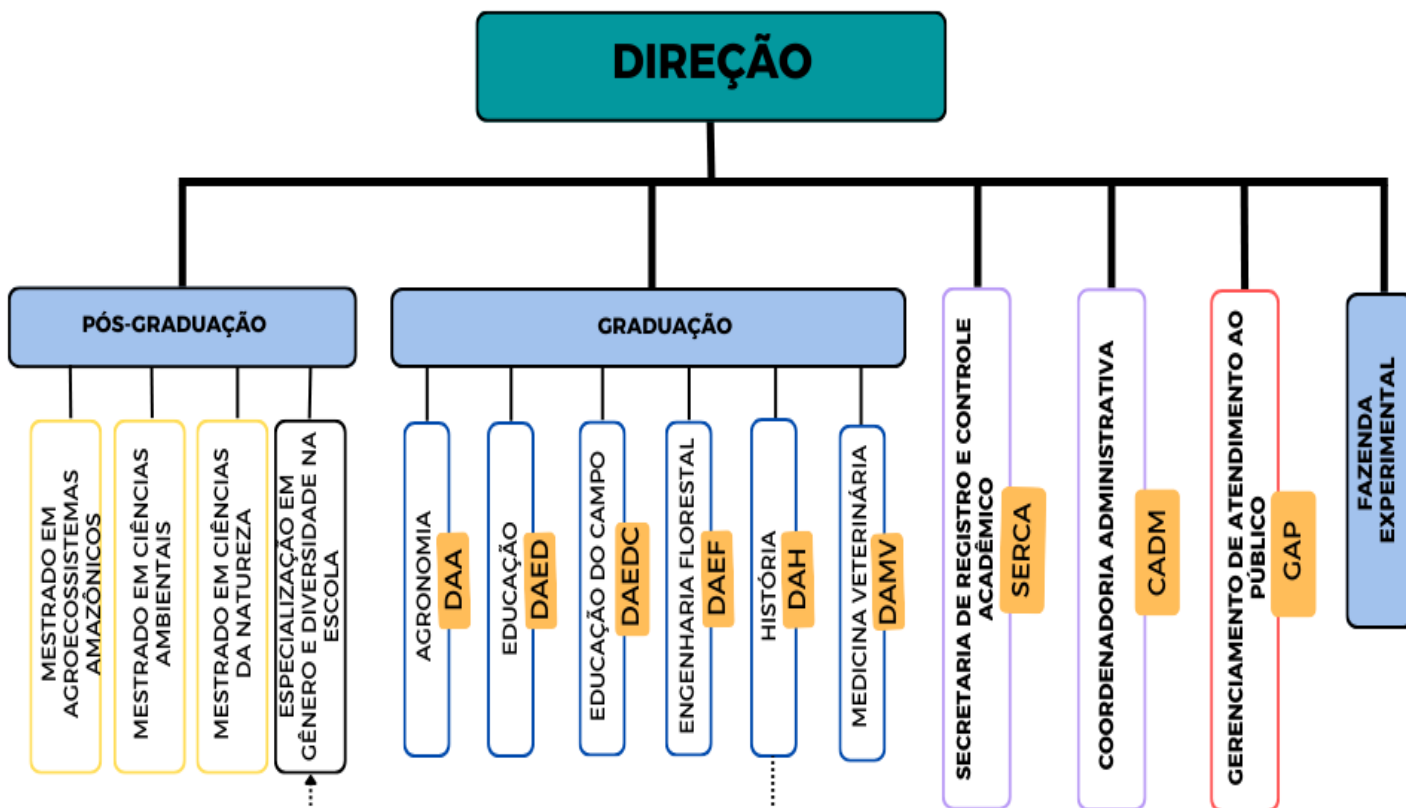 DIREÇÃO
PÓS-GRADUAÇÃO
GRADUAÇÃO
MESTRADO EM
AGROECOSSISTEMAS
AMAZÔNICOS
MESTRADO EM CIÊNCIAS
AMBIENTAIS
MESTRADO EM CIÊNCIAS
DA NATUREZA
ESPECIALIZAÇÃO EM
GÊNERO E DIVERSIDADE NA
ESCOLA
AGRONOMIA
DAA
EDUCAÇÃO
DAED
EDUCAÇÃO DO CAMPO
DAEDC
ENGENHARIA FLORESTAL
DAEF
HISTÓRIA
DAH
MEDICINA VETERINÁRIA
DAMV
SECRETARIA DE REGISTRO E CONTROLE
ACADÊMICO
SERCA
COORDENADORIA ADMINISTRATIVA
CADM
GERENCIAMENTO DE ATENDIMENTO AO
PÚBLICO
GAP
FAZENDA
EXPERIMENTAL